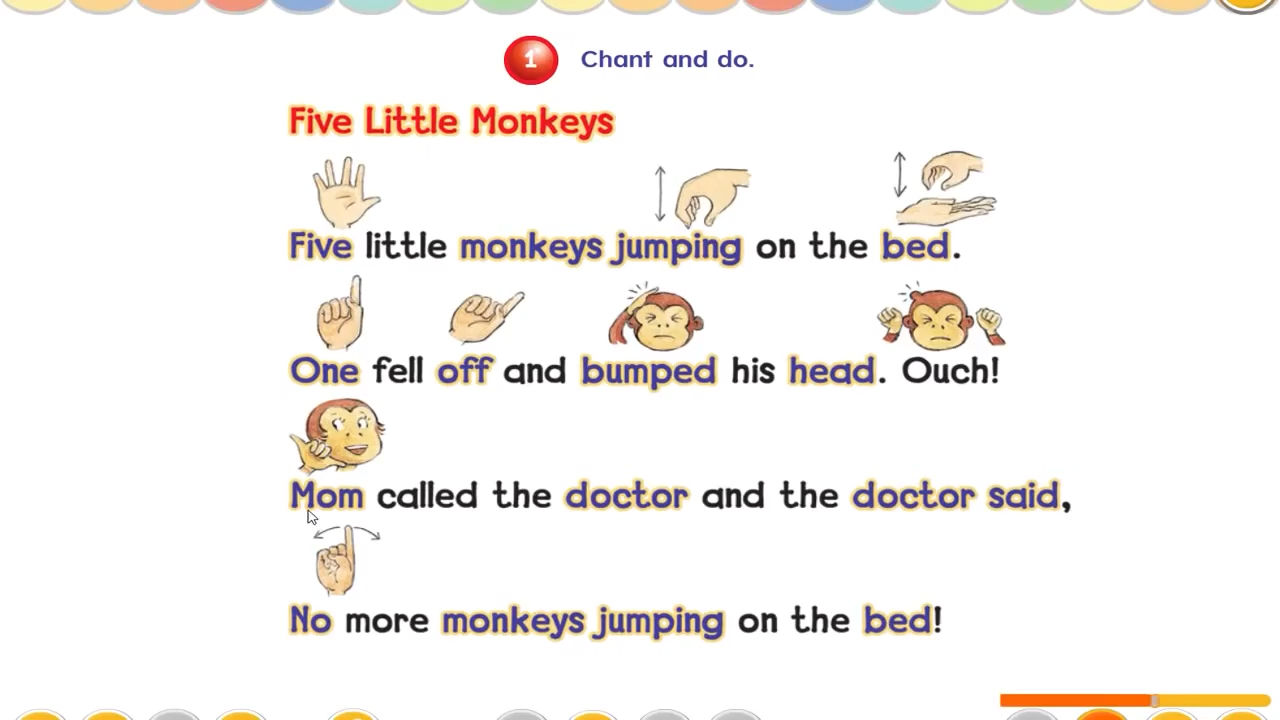 1 Chant and do.
Five Little Monkeys
Five little monkeys jumping on the bed.
One fell off and bumped his head. Ouch!
Mom called the doctor and the doctor said,
No more monkeys jumping on the bed!